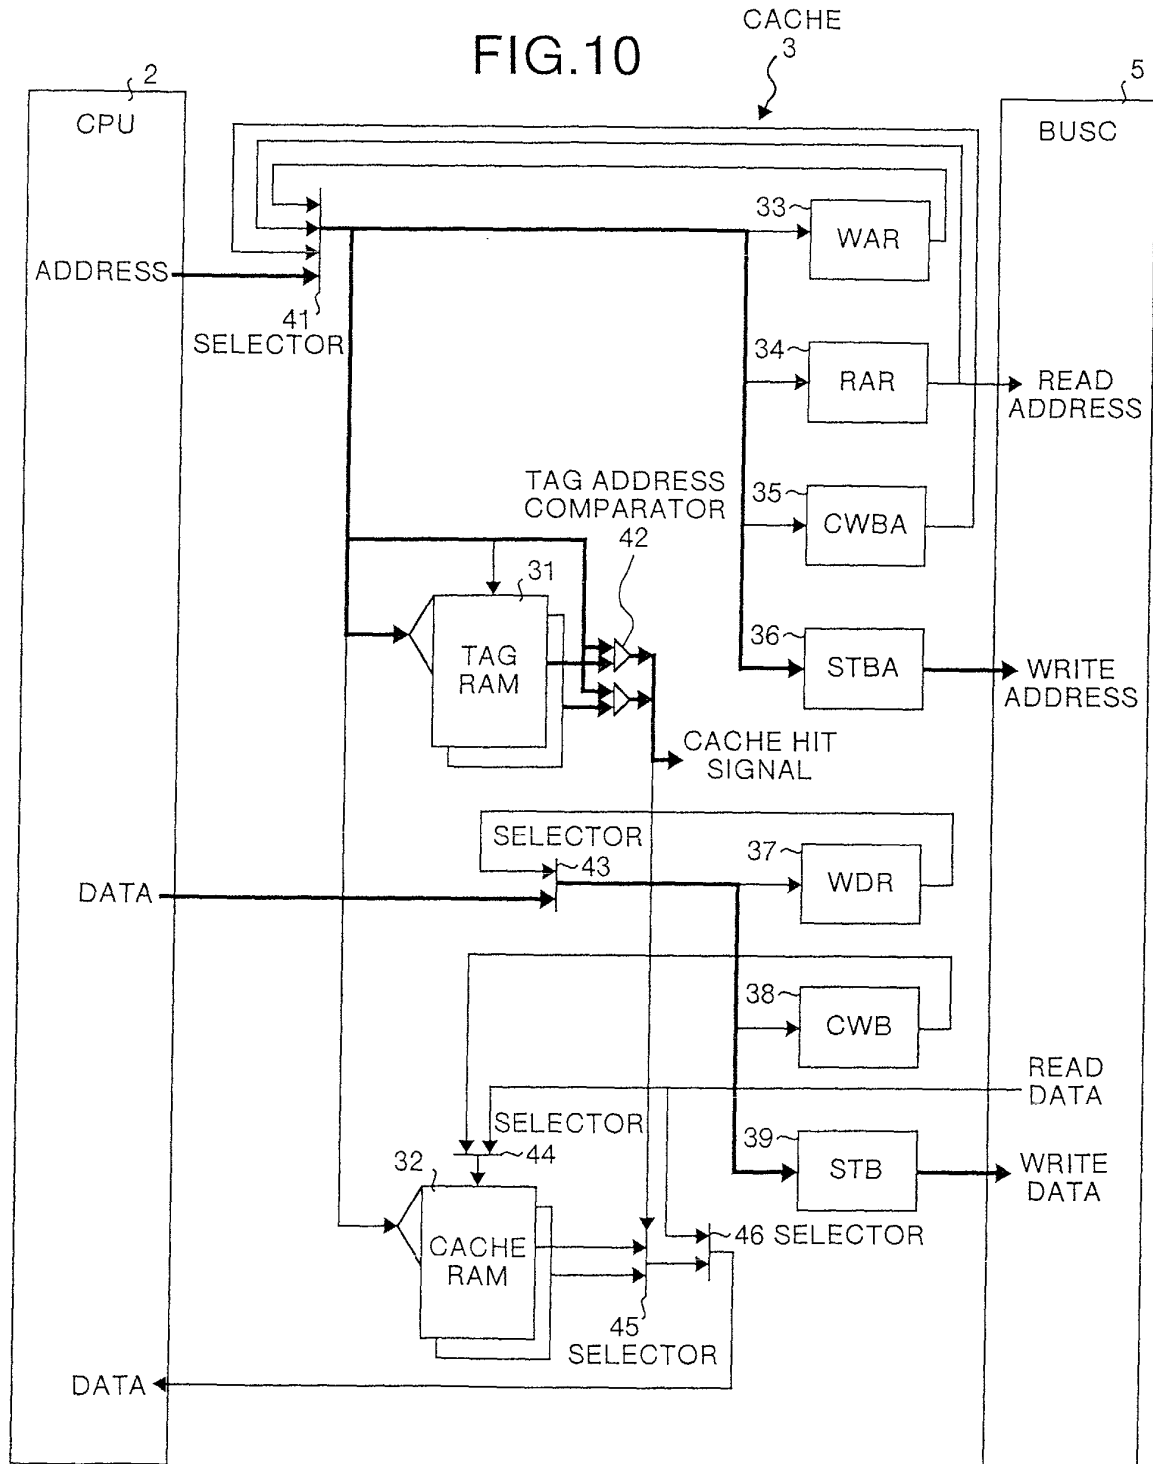 CACHE
3
FIG.10
2
5
CPU
BUSC
33
WAR
ADDRESS
41
SELECTOR
34
RAR
READ
ADDRESS
TAG ADDRESS
COMPARATOR
35
CWBA
42
31
TAG
RAM
36
STBA
WRITE
ADDRESS
CACHE HIT
SIGNAL
SELECTOR
43
37
WDR
DATA
38
CWB
READ
DATA
SELECTOR
44
39
STB
WRITE
DATA
32
CACHE
RAM
46 SELECTOR
45
SELECTOR
DATA